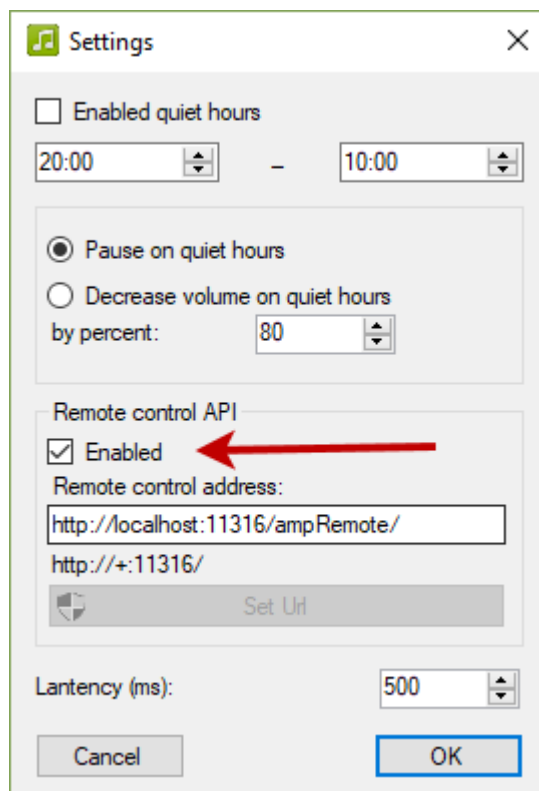 Settings
Enabled quiet hours
20:00 – 10:00
Pause on quiet hours
Decrease volume on quiet hours
by percent: 80
Remote control API
Enabled
Remote control address:
http://localhost:11316/ampRemote/
http://+:11316/
Set Url
Lantency (ms): 500
Cancel OK